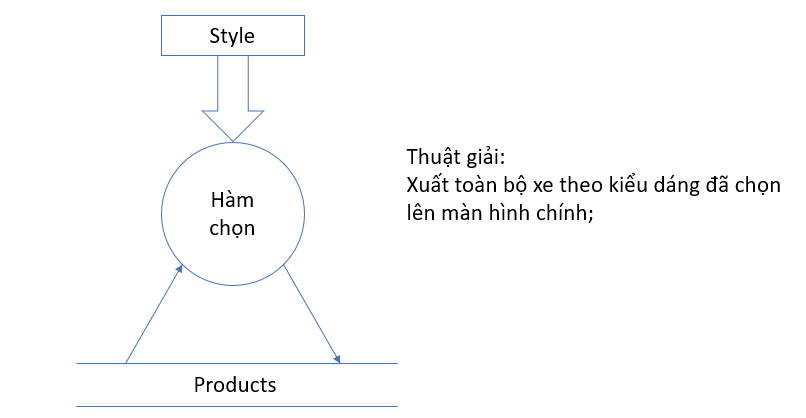 Style
Hàm
chọn
Thuật giải:
Xuất toàn bộ xe theo kiểu dáng đã chọn
lên màn hình chính;
Products